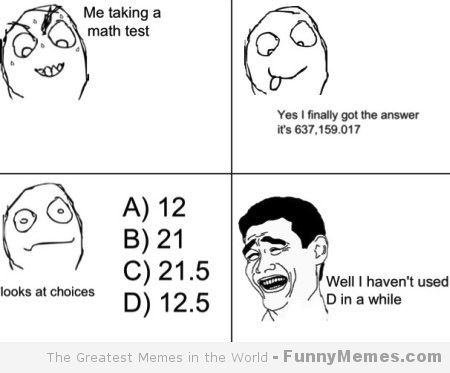 Me taking a
math test
Yes I finally got the answer
it's 637,159.017
looks at choices
A) 12
B) 21
C) 21.5
D) 12.5
Well I haven't used
D in a while
The Greatest Memes in the World - FunnyMemes.com